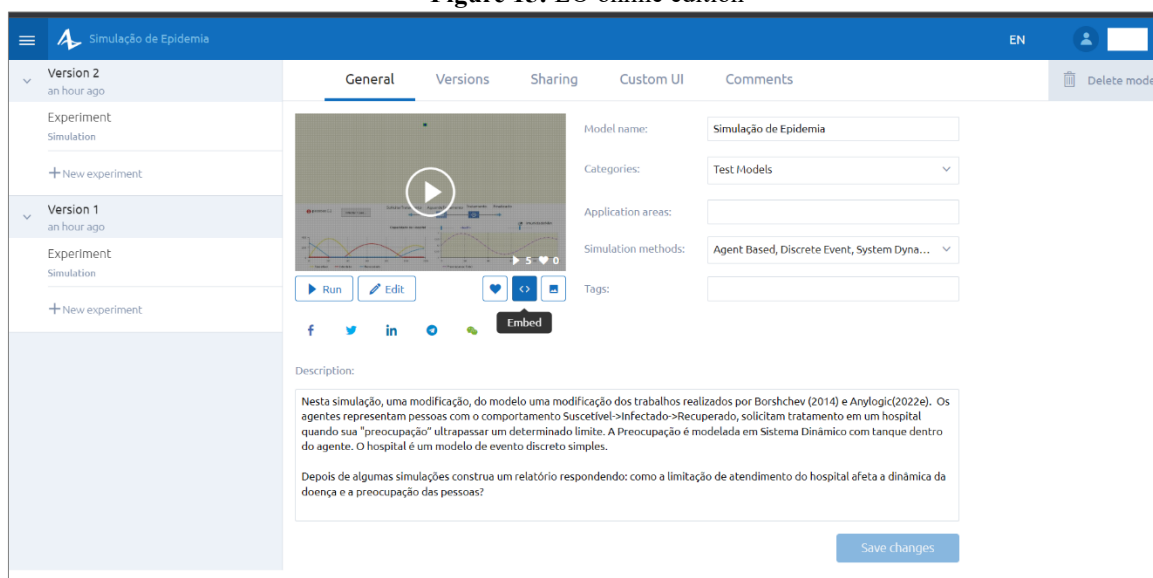 Simulação de Epidemia
EN
Version 2
an hour ago
Experiment
Simulation
+ New experiment
Version 1
an hour ago
Experiment
Simulation
+ New experiment
General Versions Sharing Custom UI Comments
Delete mode
5 0
Run Edit
Embed
Model name: Simulação de Epidemia
Categories: Test Models
Application areas:
Simulation methods: Agent Based, Discrete Event, System Dyna...
Tags:
Description:
Nesta simulação, uma modificação, do modelo uma modificação dos trabalhos realizados por Borshchev (2014) e Anylogic(2022e). Os
agentes representam pessoas com o comportamento Suscetível->Infectado->Recuperado, solicitam tratamento em um hospital
quando sua "preocupação" ultrapassar um determinado limite. A Preocupação é modelada em Sistema Dinâmico com tanque dentro
do agente. O hospital é um modelo de evento discreto simples.
Depois de algumas simulações construa um relatório respondendo: como a limitação de atendimento do hospital afeta a dinâmica da
doença e a preocupação das pessoas?
Save changes